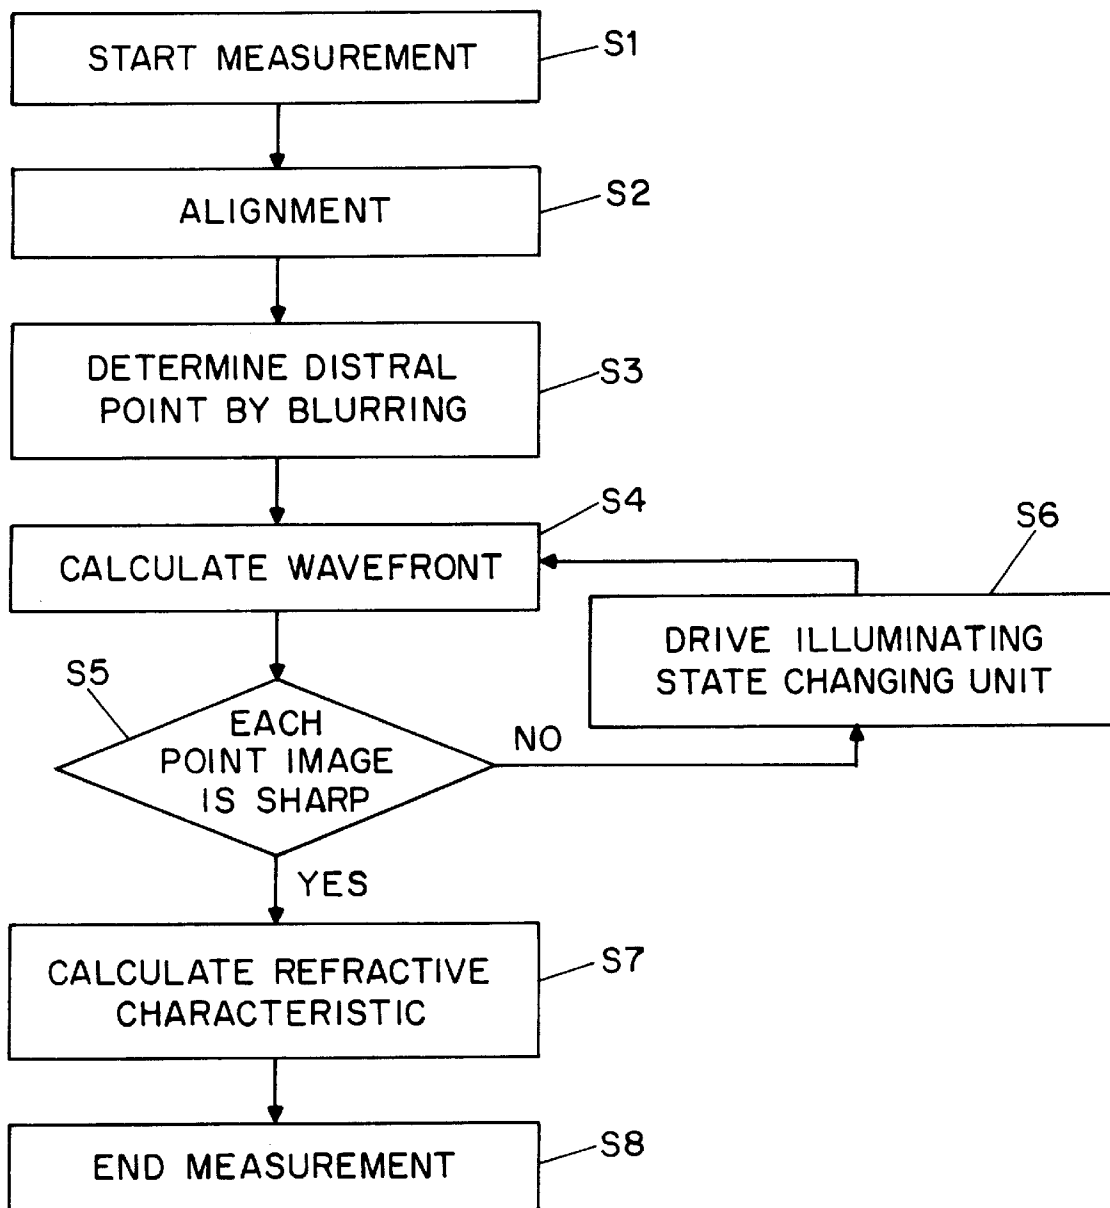 START MEASUREMENT
S1
ALIGNMENT
S2
DETERMINE DISTRAL
POINT BY BLURRING
S3
CALCULATE WAVEFRONT
S4
S6
DRIVE ILLUMINATING
STATE CHANGING UNIT
S5
EACH
POINT IMAGE
IS SHARP
NO
YES
CALCULATE REFRACTIVE
CHARACTERISTIC
S7
END MEASUREMENT
S8